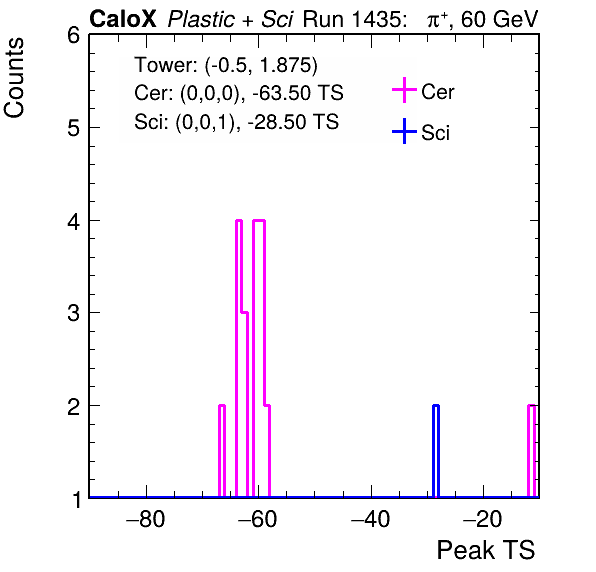 CaloX Plastic + Sci Run 1435: π⁺, 60 GeV
Counts
Tower: (-0.5, 1.875)
Cer: (0,0,0), -63.50 TS
Sci: (0,0,1), -28.50 TS
Cer
Sci
6
5
4
3
2
1
−80 −60 −40 −20
Peak TS